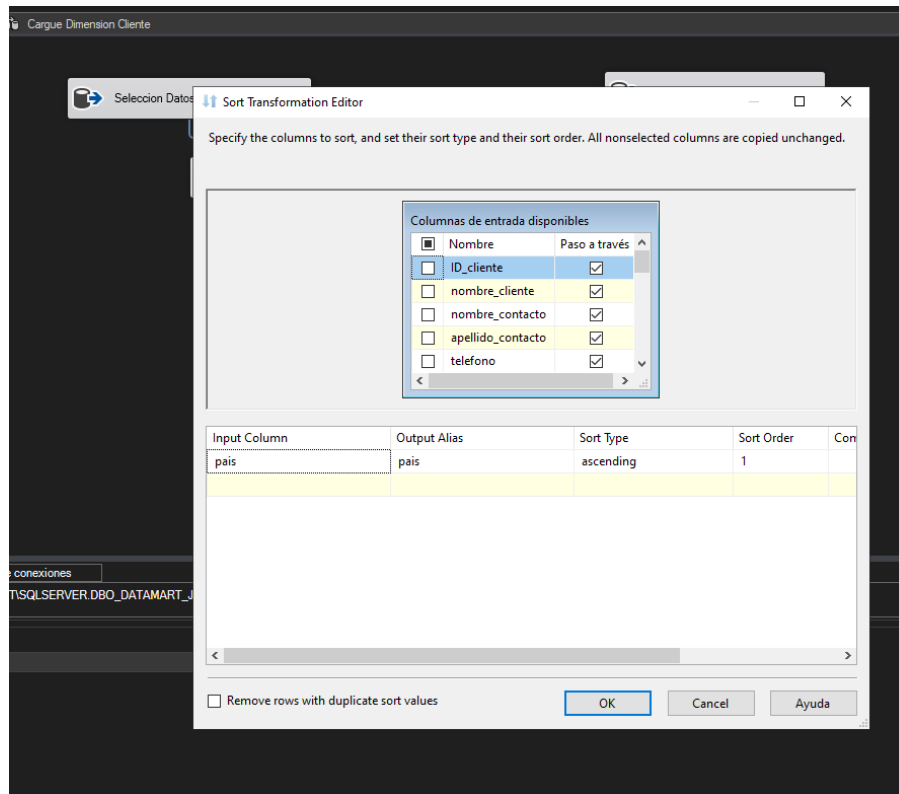 Cargue Dimension Cliente
Seleccion Datos
Sort Transformation Editor
Specify the columns to sort, and set their sort type and their sort order. All nonselected columns are copied unchanged.
Columnas de entrada disponibles
Nombre Paso a través
ID_cliente
nombre_cliente
nombre_contacto
apellido_contacto
telefono
Input Column Output Alias Sort Type Sort Order Com
pais pais ascending 1
e conexiones
T\SQLSERVER.DBO_DATAMART_J
Remove rows with duplicate sort values
OK Cancel Ayuda